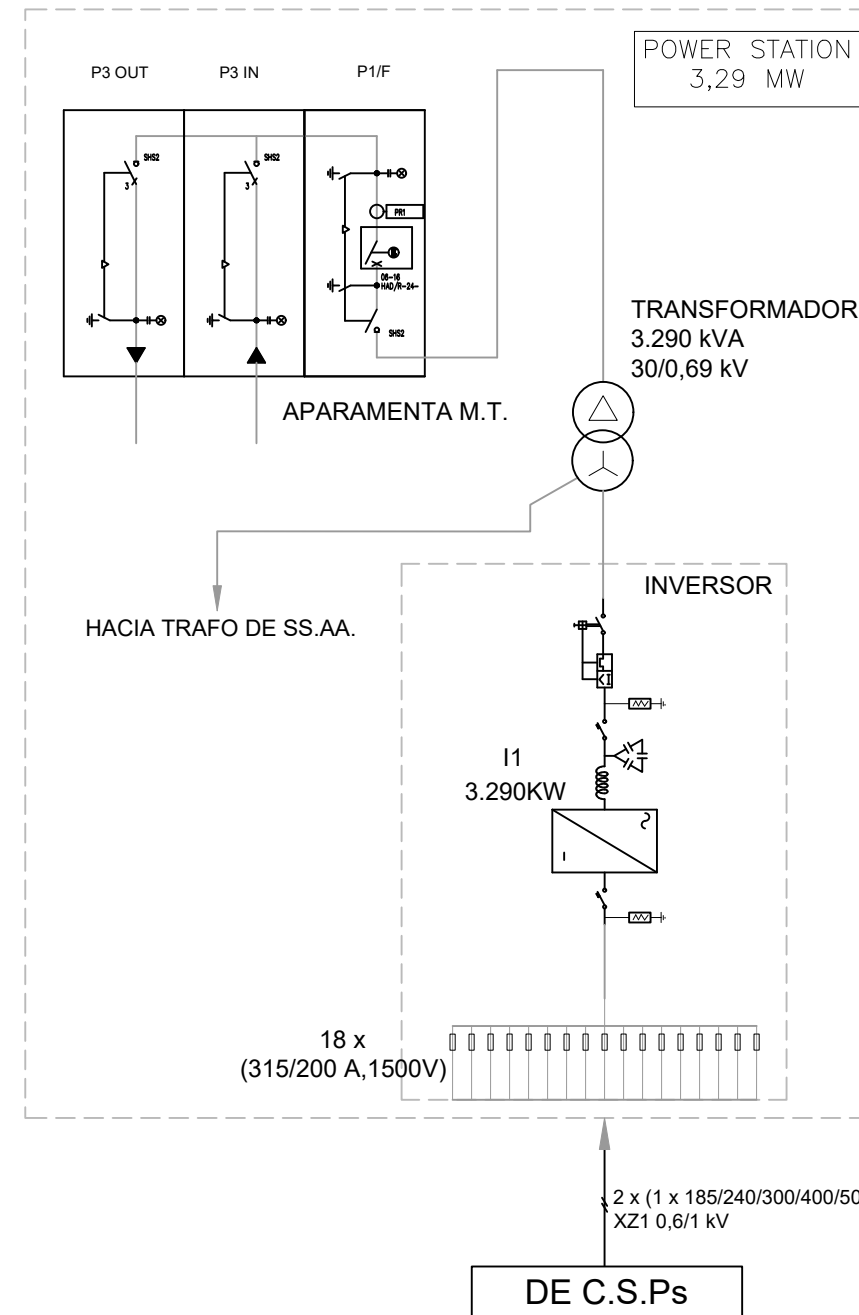 POWER STATION
3,29 MW
P3 OUT
P3 IN
P1/F
SHS2
3
SHS2
3
PR1
06-16
HAD/R-24-
SHS2
APARAMENTA M.T.
TRANSFORMADOR
3.290 kVA
30/0,69 kV
HACIA TRAFO DE SS.AA.
INVERSOR
<I
I1
3.290KW
18 x
(315/200 A,1500V)
2 x (1 x 185/240/300/400/50
XZ1 0,6/1 kV
DE C.S.Ps